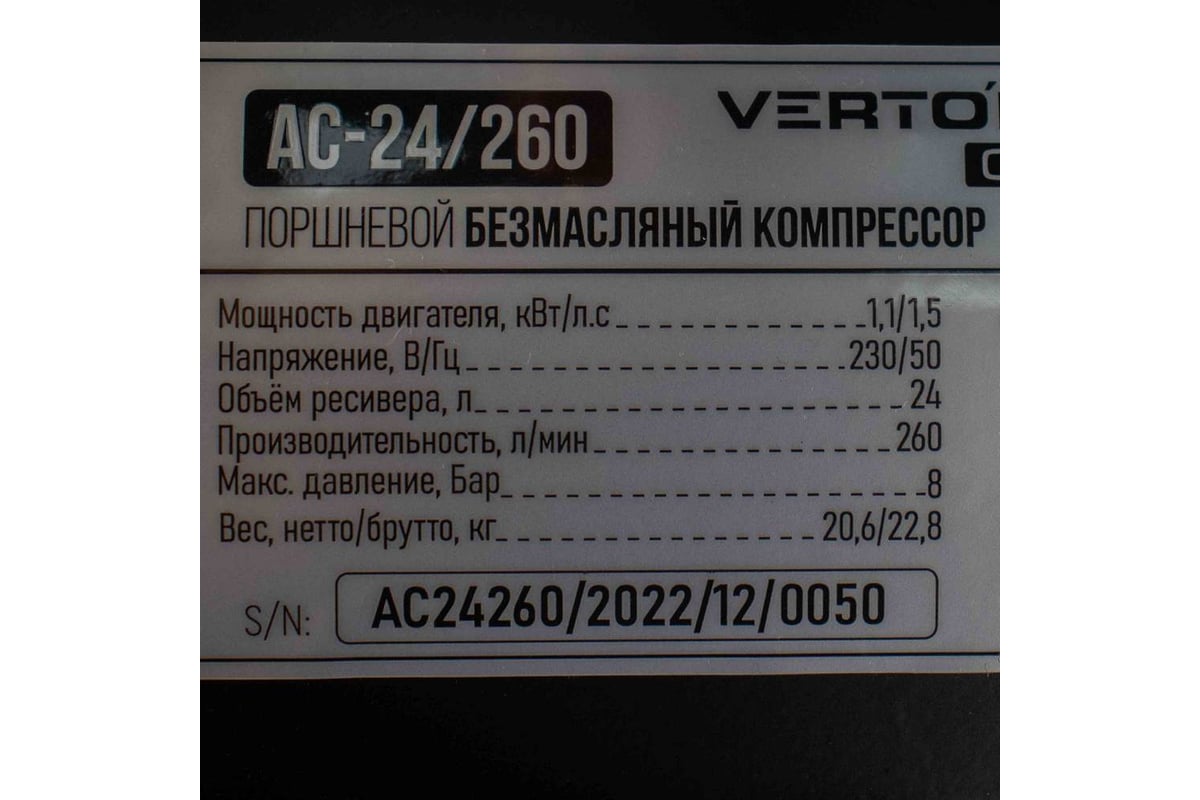 АС-24/260
VERTO
ПОРШНЕВОЙ БЕЗМАСЛЯНЫЙ КОМПРЕССОР
Мощность двигателя, кВт/л.с 1,1/1,5
Напряжение, В/Гц 230/50
Объём ресивера, л 24
Производительность, л/мин 260
Макс. давление, Бар 8
Вес, нетто/брутто, кг 20,6/22,8
S/N: AC24260/2022/12/0050